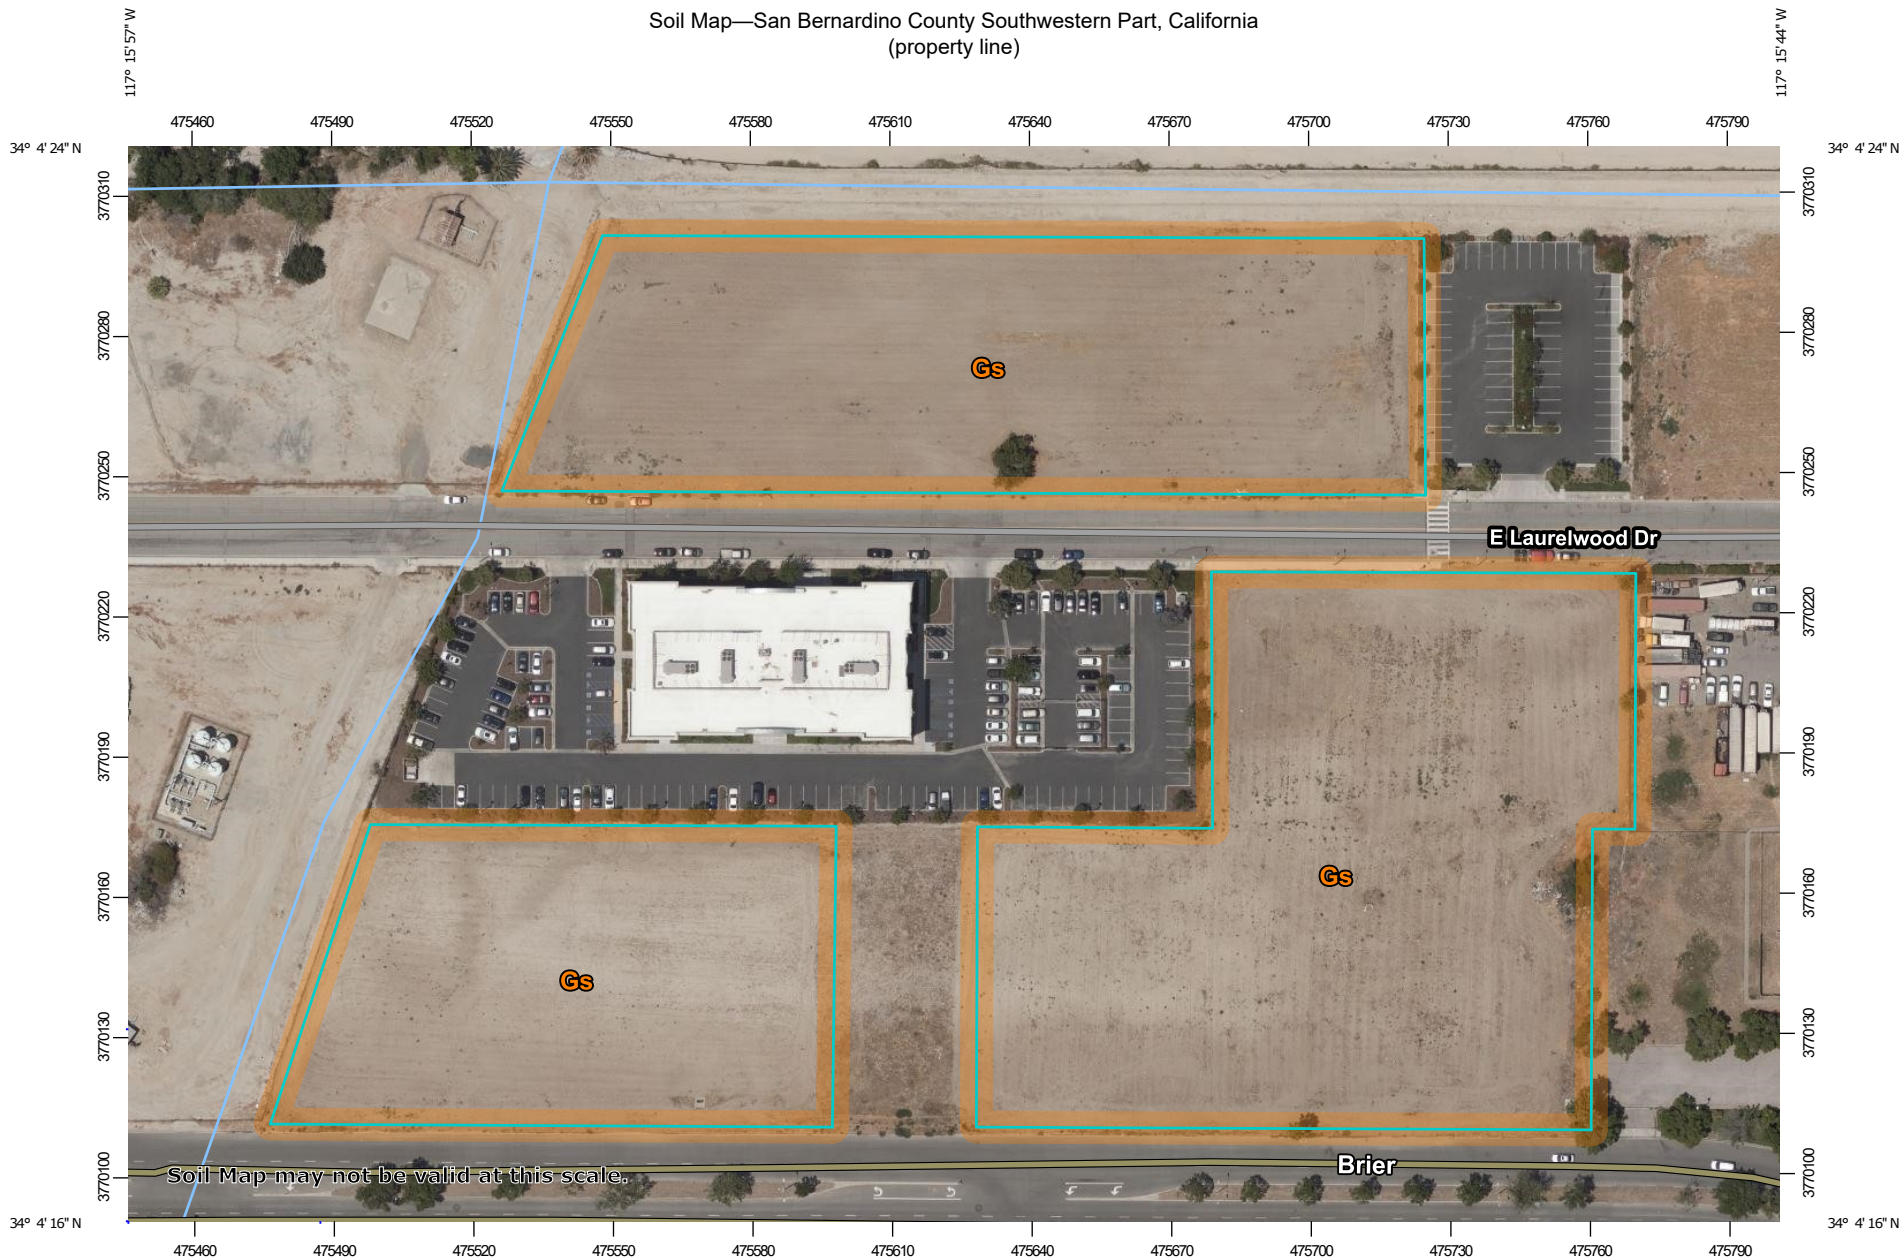 Soil Map—San Bernardino County Southwestern Part, California
(property line)
117° 15' 57" W
117° 15' 44" W
475460 475490 475520 475550 475580 475610 475640 475670 475700 475730 475760 475790
34° 4' 24" N
34° 4' 24" N
3770310
3770310
3770280
3770280
Gs
3770250
3770250
E Laurelwood Dr
3770220
3770220
3770190
3770190
Gs
3770160
3770160
Gs
3770130
3770130
Brier
Soil Map may not be valid at this scale.
3770100
3770100
34° 4' 16" N
34° 4' 16" N
475460 475490 475520 475550 475580 475610 475640 475670 475700 475730 475760 475790